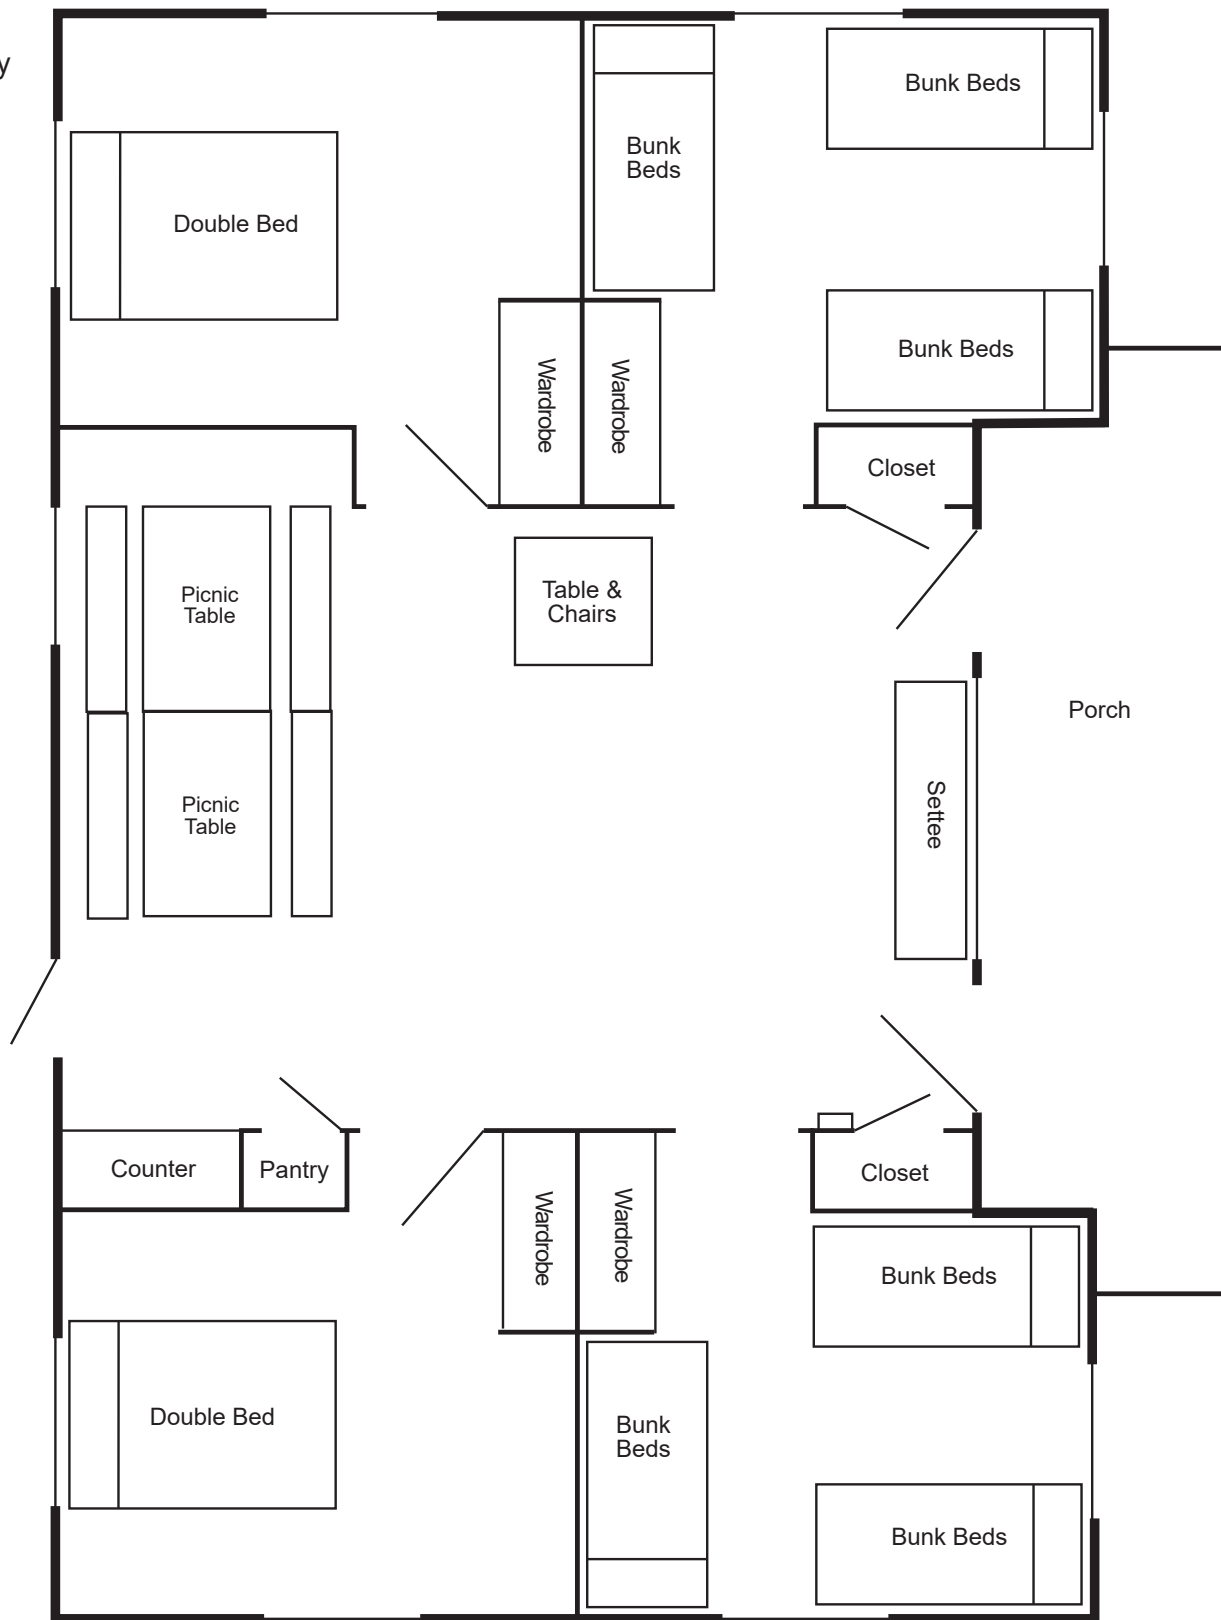 y
Bunk Beds
Bunk
Beds
Double Bed
Bunk Beds
Wardrobe
Wardrobe
Closet
Picnic
Table
Table &
Chairs
Porch
Picnic
Table
Settee
Counter
Pantry
Closet
Wardrobe
Wardrobe
Bunk Beds
Double Bed
Bunk
Beds
Bunk Beds